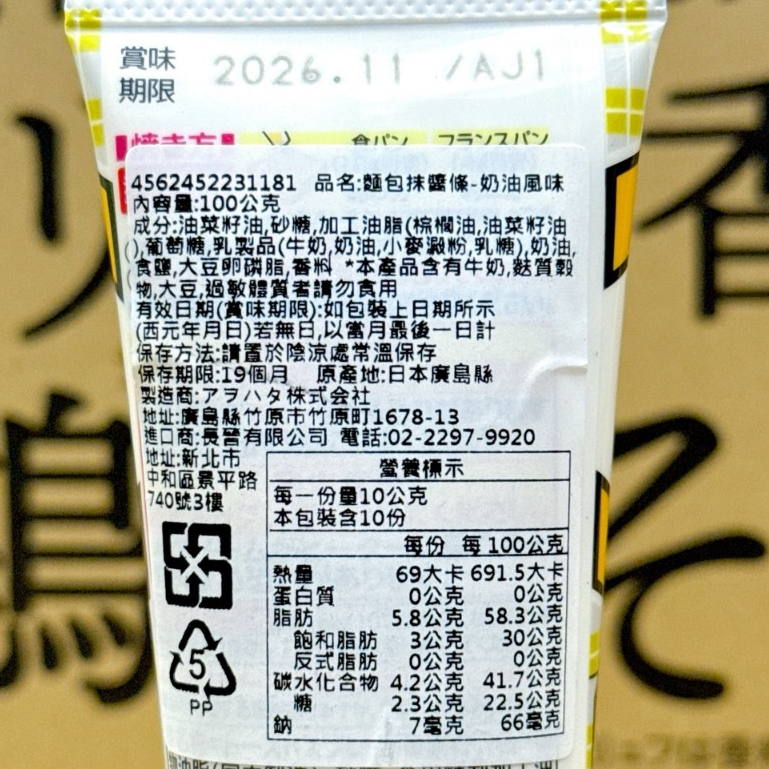 賞味
期限
2026.11 /AJ1
焼き方
食パン フランスパン
4562452231181 品名:麵包抹醬條-奶油風味
內容量:100公克
成分:油菜籽油,砂糖,加工油脂(棕櫚油,油菜籽油
),葡萄糖,乳製品(牛奶,奶油,小麥澱粉,乳糖),奶油,
食鹽,大豆卵磷脂,香料 *本產品含有牛奶,麩質穀
物,大豆,過敏體質者請勿食用
有效日期(賞味期限):如包裝上日期所示
(西元年月日)若無日,以當月最後一日計
保存方法:請置於陰涼處常溫保存
保存期限:19個月 原產地:日本廣島縣
製造商:アヲハタ株式会社
地址:廣島縣竹原市竹原町1678-13
進口商:長晉有限公司 電話:02-2297-9920
地址:新北市
中和區景平路
740號3樓
營養標示
每一份量10公克
本包裝含10份
每份 每100公克
熱量 69大卡 691.5大卡
蛋白質 0公克 0公克
脂肪 5.8公克 58.3公克
飽和脂肪 3公克 30公克
反式脂肪 0公克 0公克
碳水化合物 4.2公克 41.7公克
糖 2.3公克 22.5公克
鈉 7毫克 66毫克
5
PP
り
香
鳥
そ